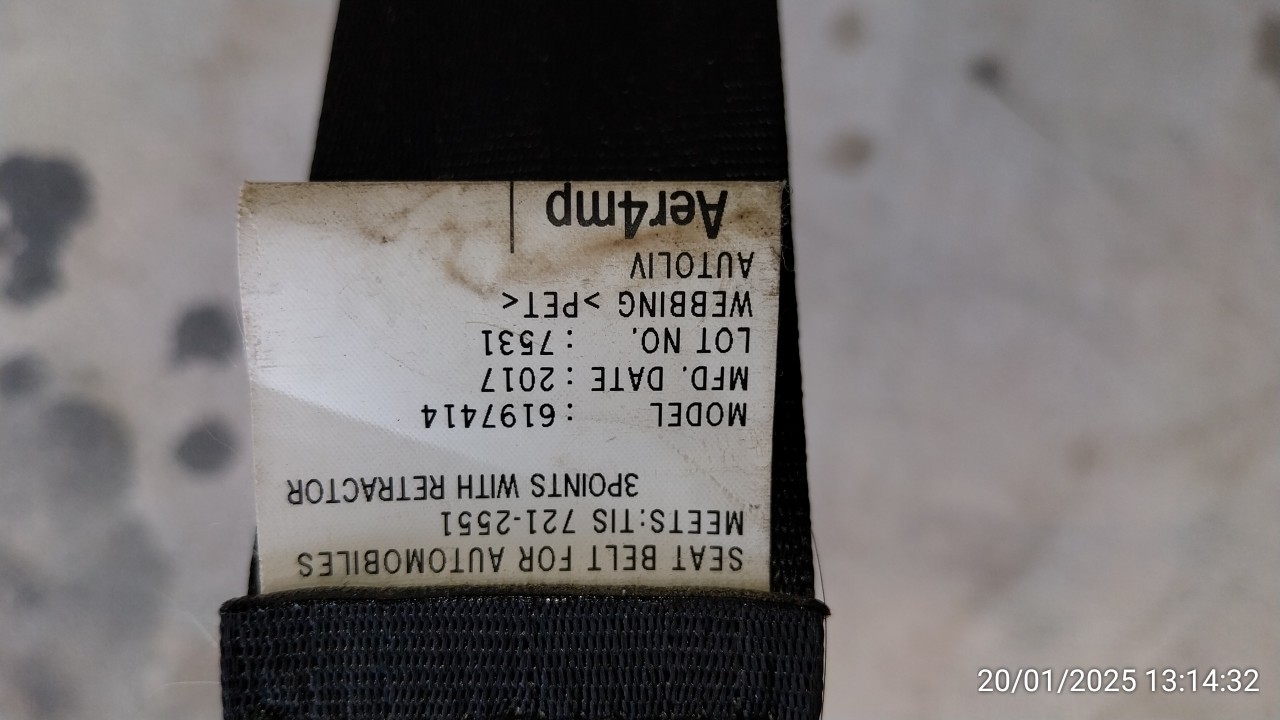 SEAT BELT FOR AUTOMOBILES
MEETS:TIS 721-2551
3POINTS WITH RETRACTOR
MODEL : 6197414
MFD. DATE : 2017
LOT NO. : 7531
WEBBING >PET<
AUTOLIV
Aer4mp
20/01/2025 13:14:32